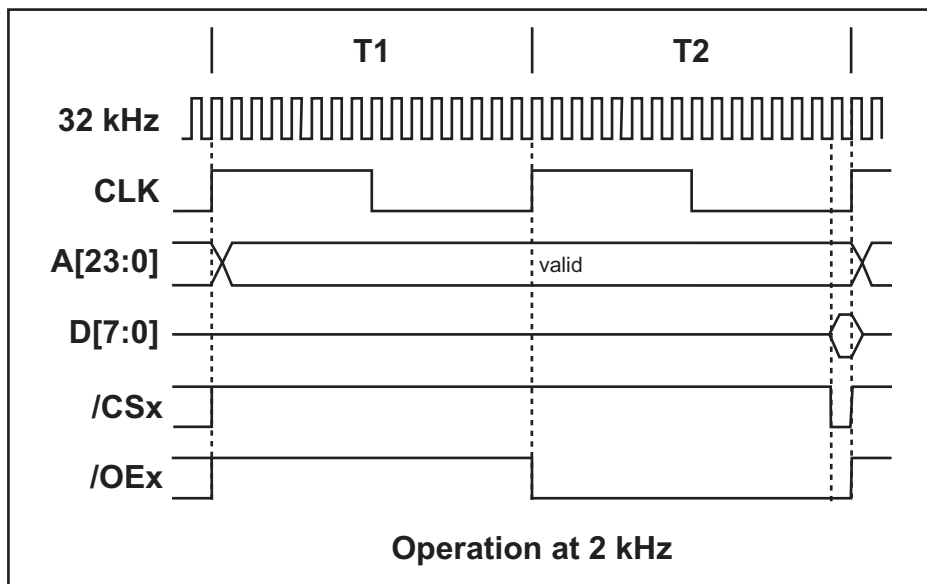 T1 T2
32 kHz
CLK
A[23:0] valid
D[7:0]
/CSx
/OEx
Operation at 2 kHz